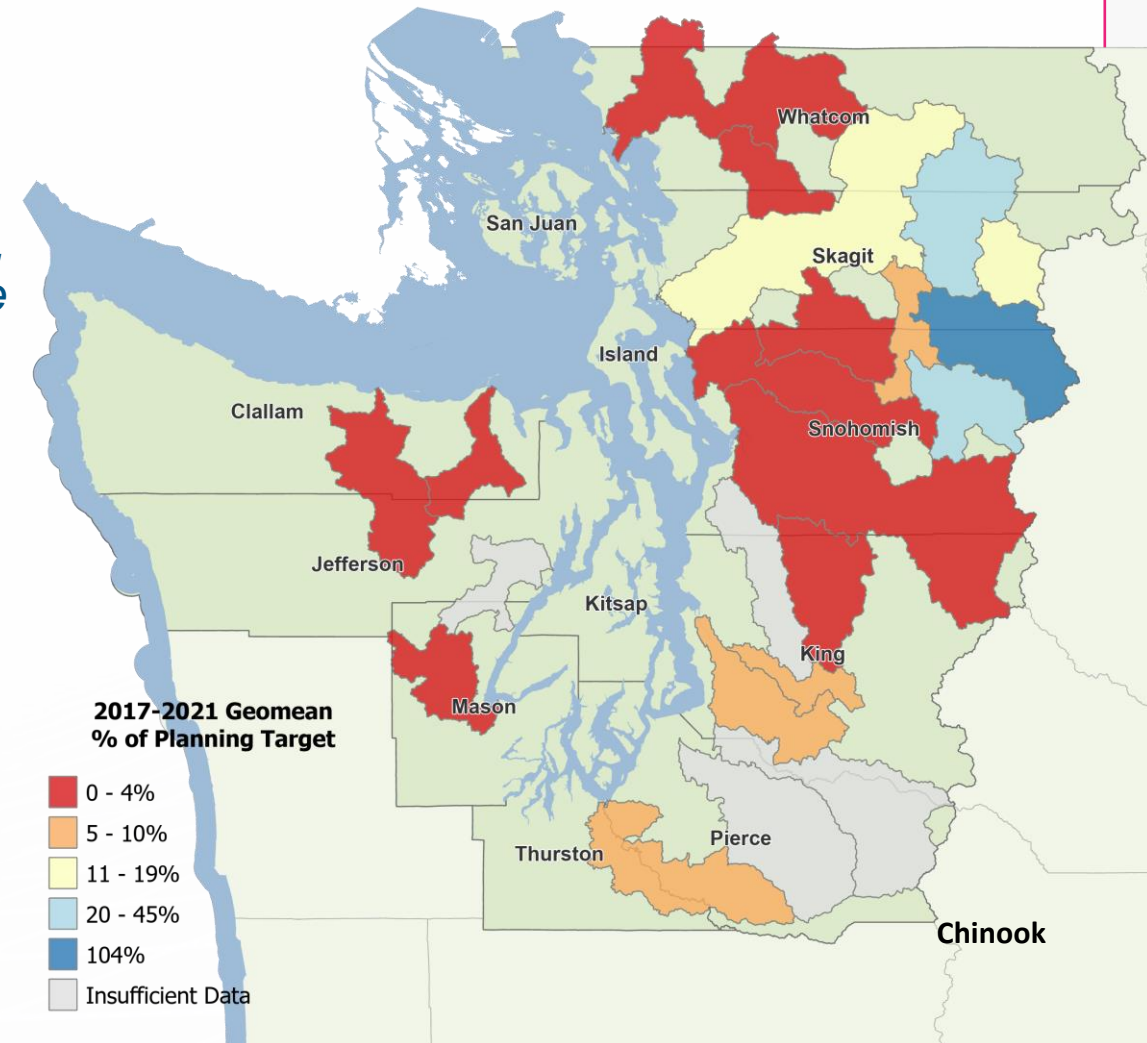 Whatcom
San Juan
Skagit
Island
Clallam
Snohomish
Jefferson
Kitsap
King
Mason
2017-2021 Geomean
% of Planning Target
0 - 4%
5 - 10%
11 - 19%
20 - 45%
104%
Insufficient Data
Pierce
Thurston
Chinook